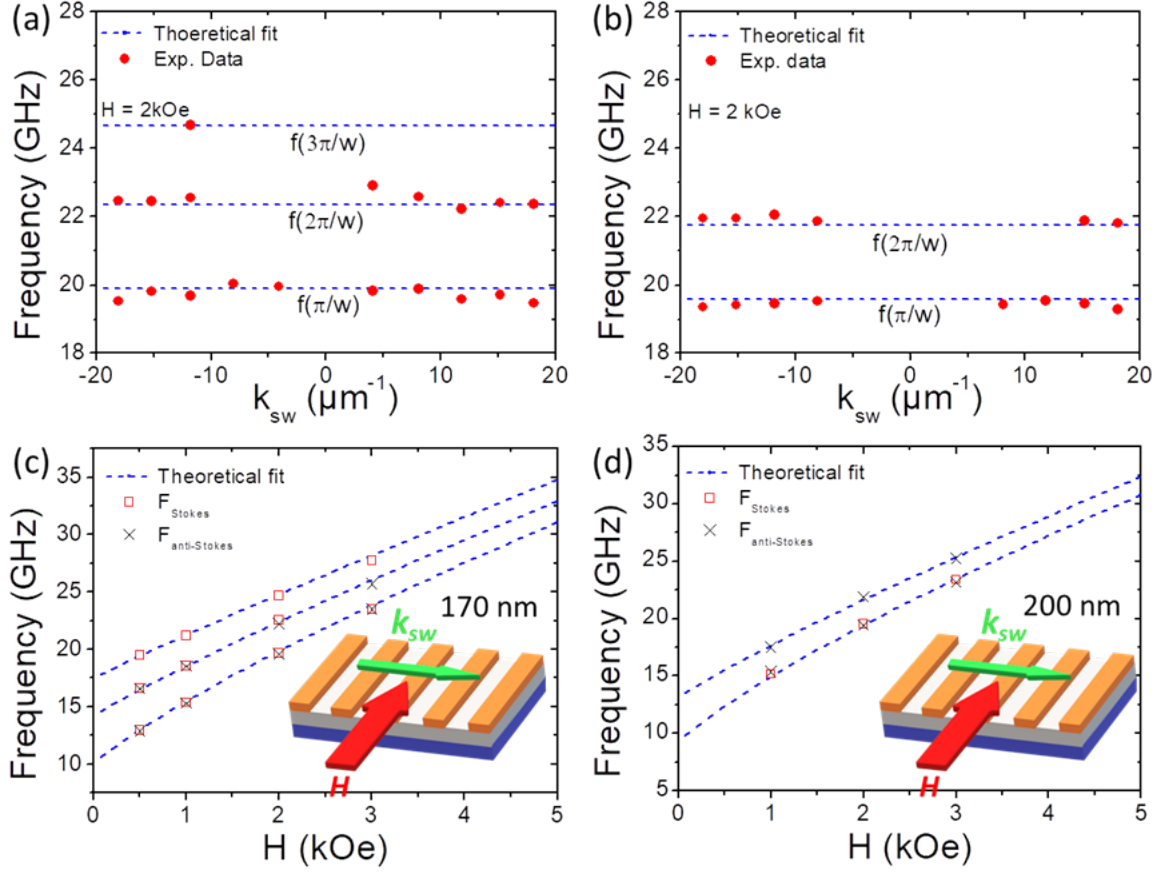 (a)
Thoeretical fit
Exp. Data
H = 2kOe
f(3π/w)
f(2π/w)
f(π/w)
Frequency (GHz)
28
26
24
22
20
18
-20
-10
0
10
20
k_sw (µm⁻¹)
(b)
Theoretical fit
Exp. data
H = 2 kOe
f(2π/w)
f(π/w)
Frequency (GHz)
28
26
24
22
20
18
-20
-10
0
10
20
k_sw (µm⁻¹)
(c)
Theoretical fit
F_Stokes
F_anti-Stokes
170 nm
k_sw
H
Frequency (GHz)
35
30
25
20
15
10
0
1
2
3
4
5
H (kOe)
(d)
Theoretical fit
F_Stokes
F_anti-Stokes
200 nm
k_sw
H
Frequency (GHz)
35
30
25
20
15
10
5
0
1
2
3
4
5
H (kOe)